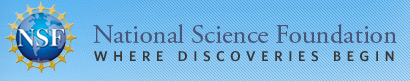 NSF
National Science Foundation
WHERE DISCOVERIES BEGIN